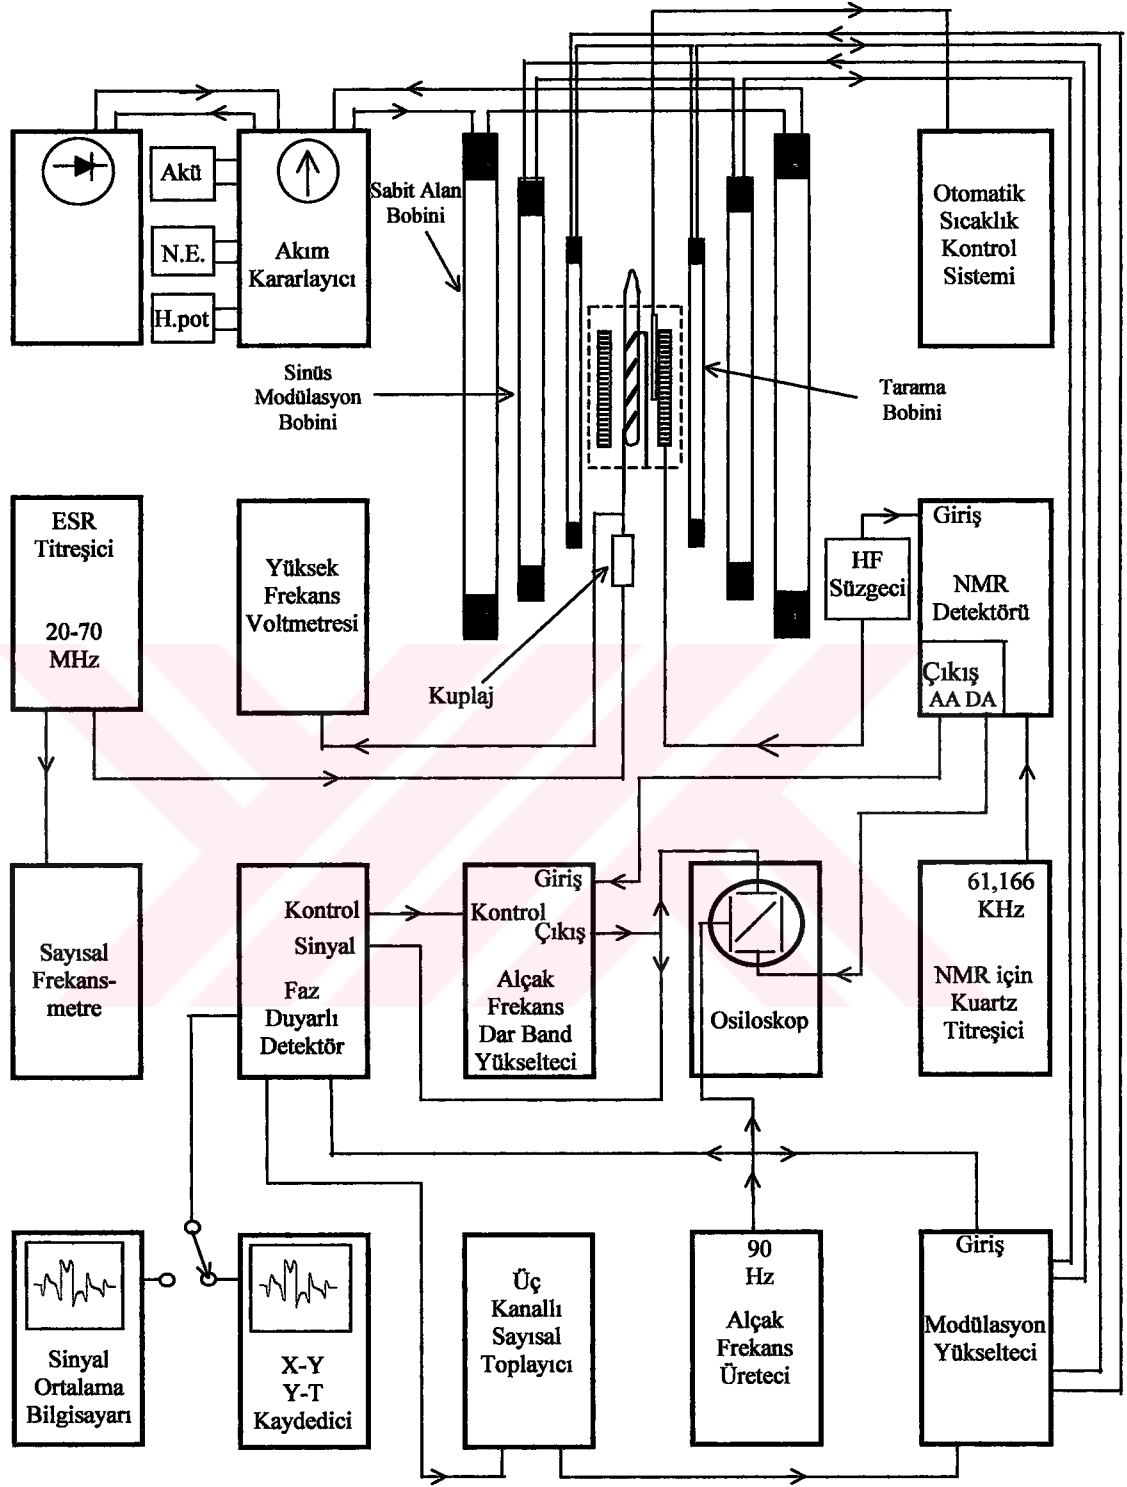 Akü
N.E.
H.pot
Akım
Kararlayıcı
Sabit Alan
Bobini
Sinüs
Modülasyon
Bobini
Otomatik
Sıcaklık
Kontrol
Sistemi
Tarama
Bobini
ESR
Titreşici
20-70
MHz
Yüksek
Frekans
Voltmetresi
Kuplaj
HF
Süzgeci
Giriş
NMR
Detektörü
Çıkış
AA DA
Sayısal
Frekans-
metre
Kontrol
Sinyal
Faz
Duyarlı
Detektör
Giriş
Kontrol
Çıkış
Alçak
Frekans
Dar Band
Yükselteci
Osiloskop
61,166
KHz
NMR için
Kuartz
Titreşici
Sinyal
Ortalama
Bilgisayarı
X-Y
Y-T
Kaydedici
Üç
Kanallı
Sayısal
Toplayıcı
90
Hz
Alçak
Frekans
Üreteci
Giriş
Modülasyon
Yükselteci